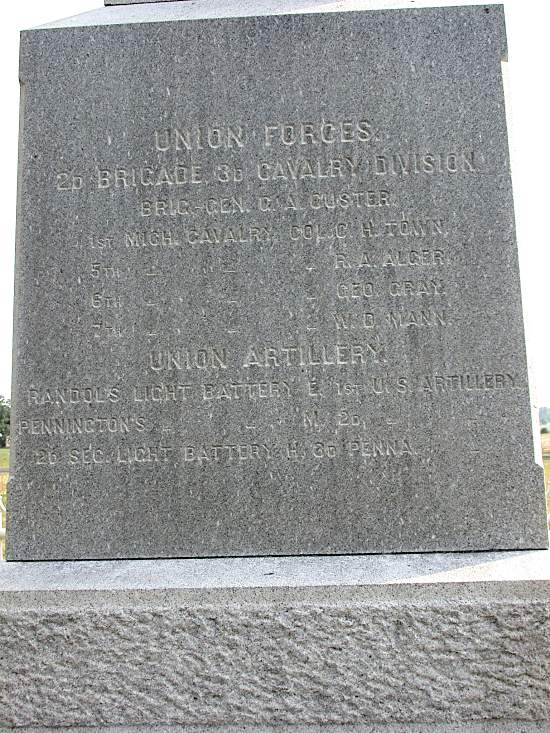 UNION FORCES.
2D BRIGADE 3D CAVALRY DIVISION
BRIG.-GEN. G. A. CUSTER.
1ST MICH. CAVALRY, COL. C. H. TOWN.
5TH " " " R. A. ALGER.
6TH " " " GEO. GRAY.
7TH " " " W. D. MANN.
UNION ARTILLERY.
RANDOL'S LIGHT BATTERY E, 1ST U. S. ARTILLERY
PENNINGTON'S " " M, 2D, " "
2D SEC. LIGHT BATTERY H, 3D PENNA. "